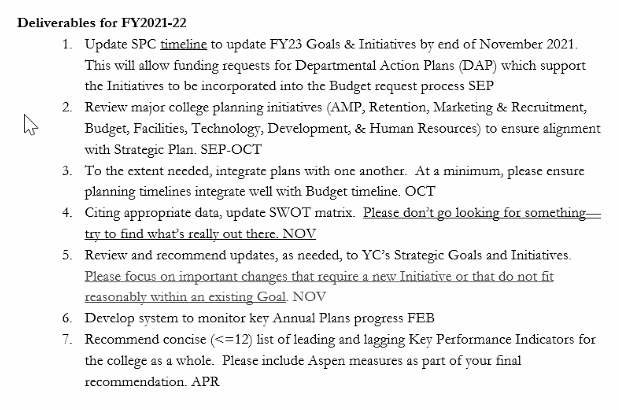 Deliverables for FY2021-22
1. Update SPC timeline to update FY23 Goals & Initiatives by end of November 2021.
This will allow funding requests for Departmental Action Plans (DAP) which support
the Initiatives to be incorporated into the Budget request process SEP
2. Review major college planning initiatives (AMP, Retention, Marketing & Recruitment,
Budget, Facilities, Technology, Development, & Human Resources) to ensure alignment
with Strategic Plan. SEP-OCT
3. To the extent needed, integrate plans with one another. At a minimum, please ensure
planning timelines integrate well with Budget timeline. OCT
4. Citing appropriate data, update SWOT matrix. Please don't go looking for something—
try to find what's really out there. NOV
5. Review and recommend updates, as needed, to YC's Strategic Goals and Initiatives.
Please focus on important changes that require a new Initiative or that do not fit
reasonably within an existing Goal. NOV
6. Develop system to monitor key Annual Plans progress FEB
7. Recommend concise (<=12) list of leading and lagging Key Performance Indicators for
the college as a whole. Please include Aspen measures as part of your final
recommendation. APR